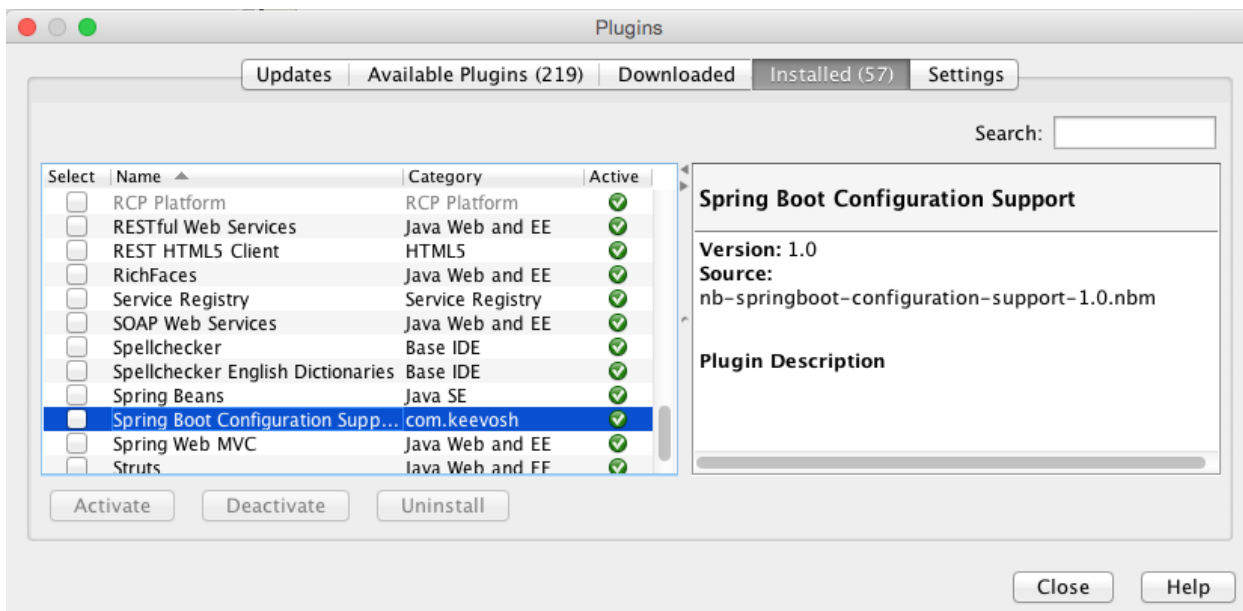 Plugins
Updates Available Plugins (219) Downloaded Installed (57) Settings
Search:
Select Name Category Active
RCP Platform RCP Platform
RESTful Web Services Java Web and EE
REST HTML5 Client HTML5
RichFaces Java Web and EE
Service Registry Service Registry
SOAP Web Services Java Web and EE
Spellchecker Base IDE
Spellchecker English Dictionaries Base IDE
Spring Beans Java SE
Spring Boot Configuration Supp... com.keevosh
Spring Web MVC Java Web and EE
Struts Java Web and EE
Spring Boot Configuration Support
Version: 1.0
Source:
nb-springboot-configuration-support-1.0.nbm
Plugin Description
Activate Deactivate Uninstall
Close Help